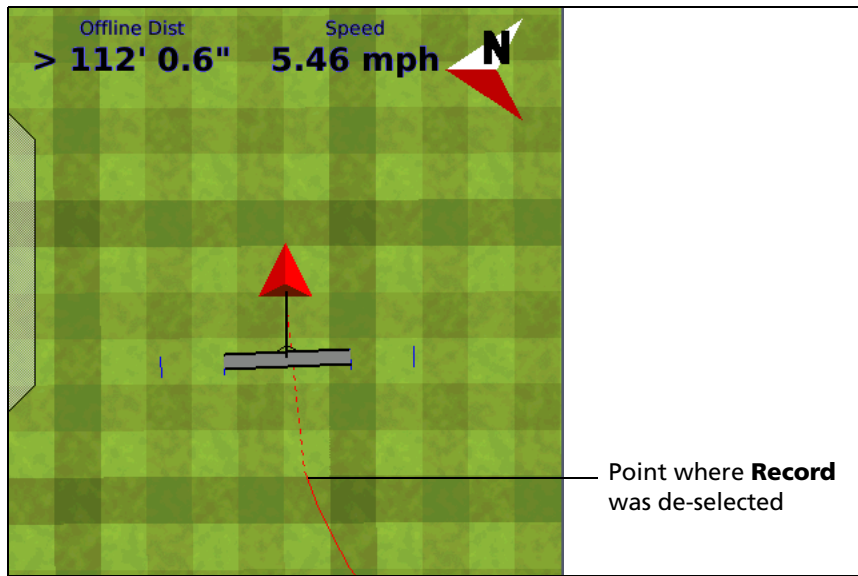 Offline Dist
> 112' 0.6"
Speed
5.46 mph
N
Point where Record
was de-selected